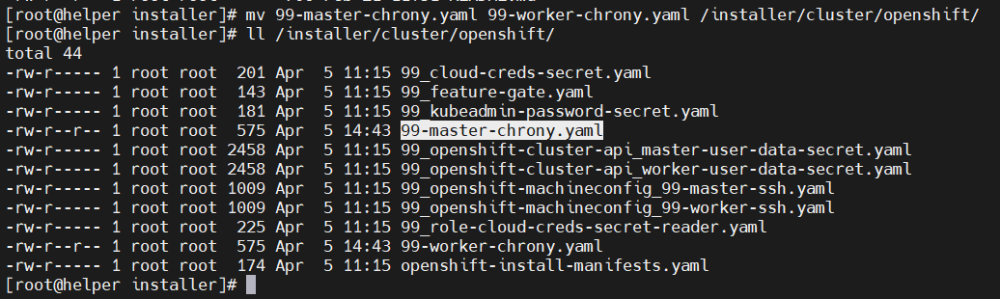 [root@helper installer]# mv 99-master-chrony.yaml 99-worker-chrony.yaml /installer/cluster/openshift/
[root@helper installer]# ll /installer/cluster/openshift/
total 44
-rw-r----- 1 root root  201 Apr  5 11:15 99_cloud-creds-secret.yaml
-rw-r----- 1 root root  143 Apr  5 11:15 99_feature-gate.yaml
-rw-r----- 1 root root  181 Apr  5 11:15 99_kubeadmin-password-secret.yaml
-rw-r--r-- 1 root root  575 Apr  5 14:43 99-master-chrony.yaml
-rw-r----- 1 root root 2458 Apr  5 11:15 99_openshift-cluster-api_master-user-data-secret.yaml
-rw-r----- 1 root root 2458 Apr  5 11:15 99_openshift-cluster-api_worker-user-data-secret.yaml
-rw-r----- 1 root root 1009 Apr  5 11:15 99_openshift-machineconfig_99-master-ssh.yaml
-rw-r----- 1 root root 1009 Apr  5 11:15 99_openshift-machineconfig_99-worker-ssh.yaml
-rw-r----- 1 root root  225 Apr  5 11:15 99_role-cloud-creds-secret-reader.yaml
-rw-r--r-- 1 root root  575 Apr  5 14:43 99-worker-chrony.yaml
-rw-r----- 1 root root  174 Apr  5 11:15 openshift-install-manifests.yaml
[root@helper installer]#